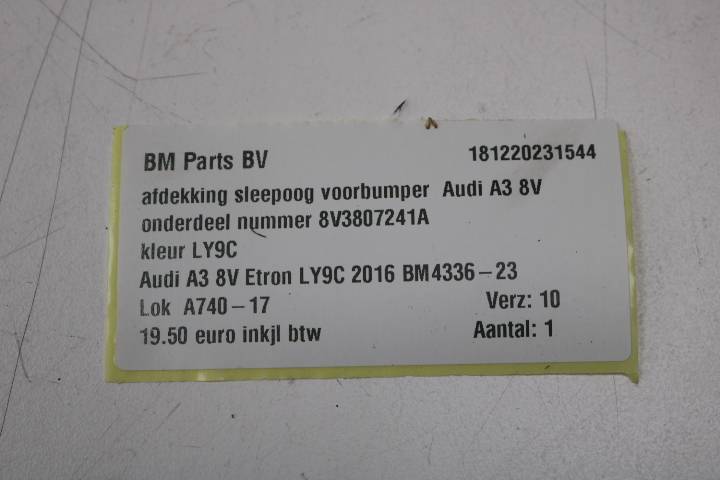 BM Parts BV 181220231544
afdekking sleepoog voorbumper Audi A3 8V
onderdeel nummer 8V3807241A
kleur LY9C
Audi A3 8V Etron LY9C 2016 BM4336-23
Lok A740-17 Verz: 10
19.50 euro inkjl btw Aantal: 1